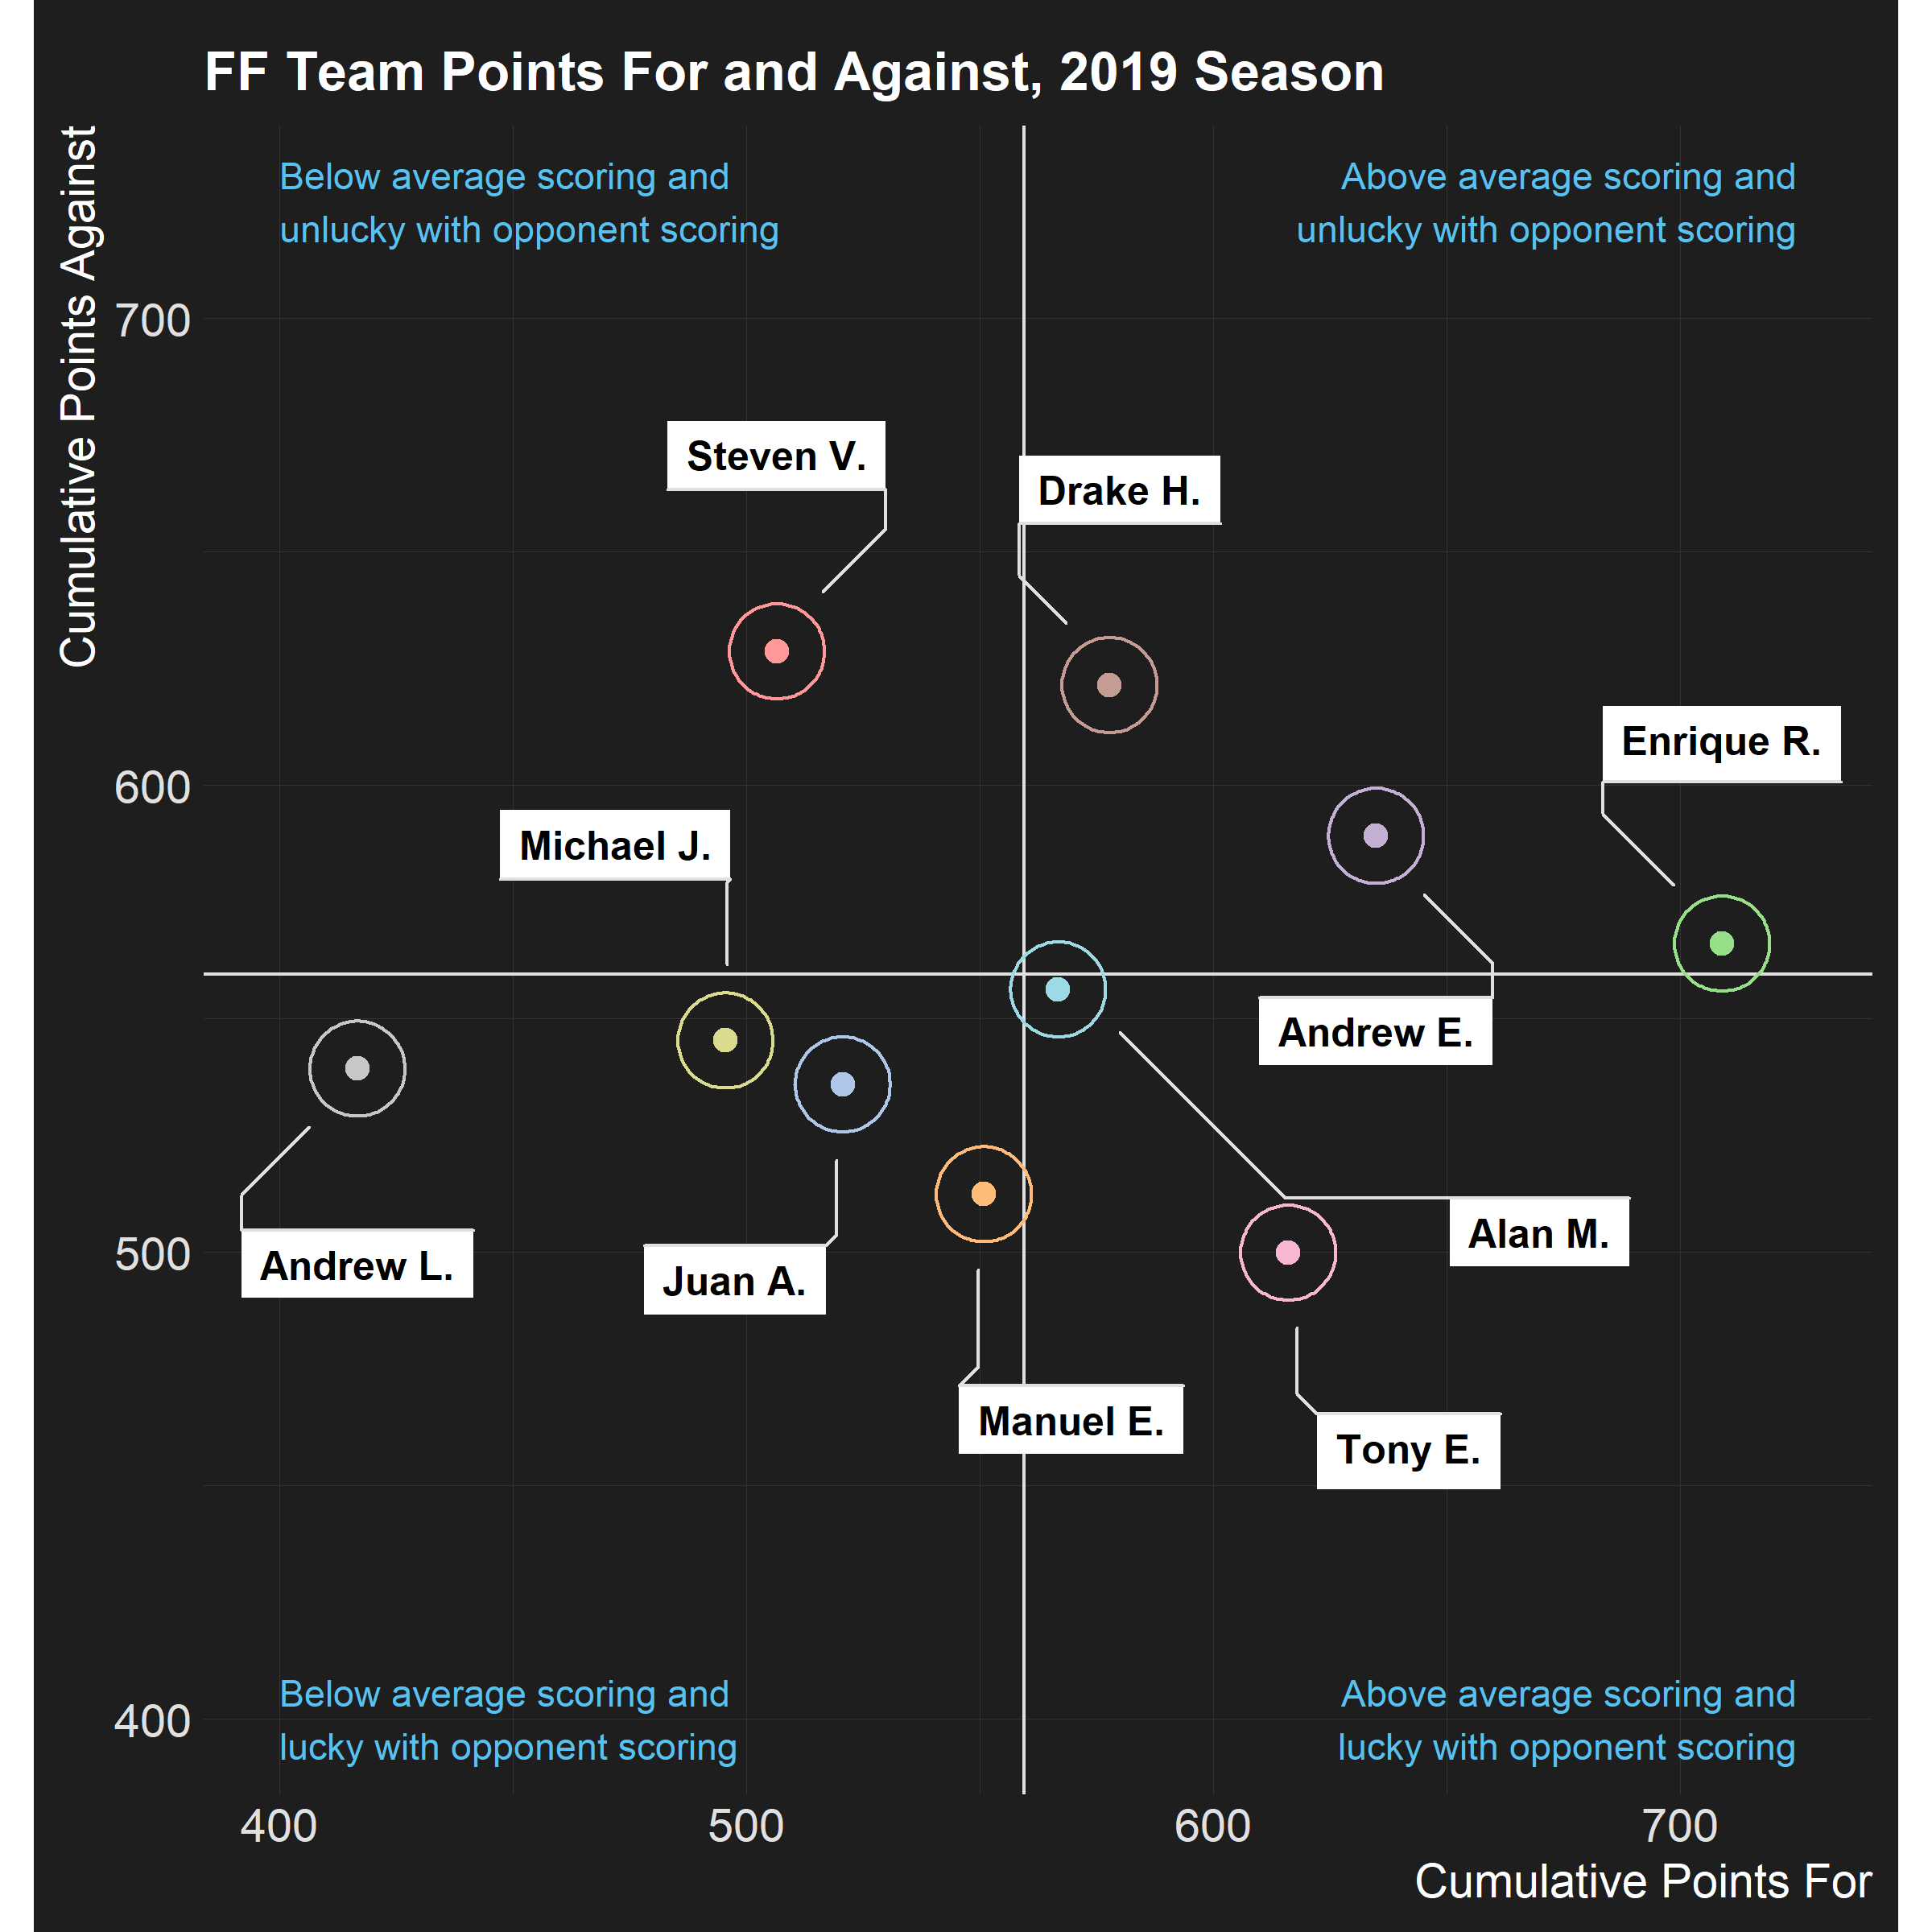 FF Team Points For and Against, 2019 Season
Cumulative Points Against
Below average scoring and
unlucky with opponent scoring
Above average scoring and
unlucky with opponent scoring
700
Steven V.
Drake H.
Enrique R.
600
Michael J.
Andrew E.
Alan M.
500
Andrew L.
Juan A.
Manuel E.
Tony E.
Below average scoring and
lucky with opponent scoring
Above average scoring and
lucky with opponent scoring
400
400 500 600 700
Cumulative Points For